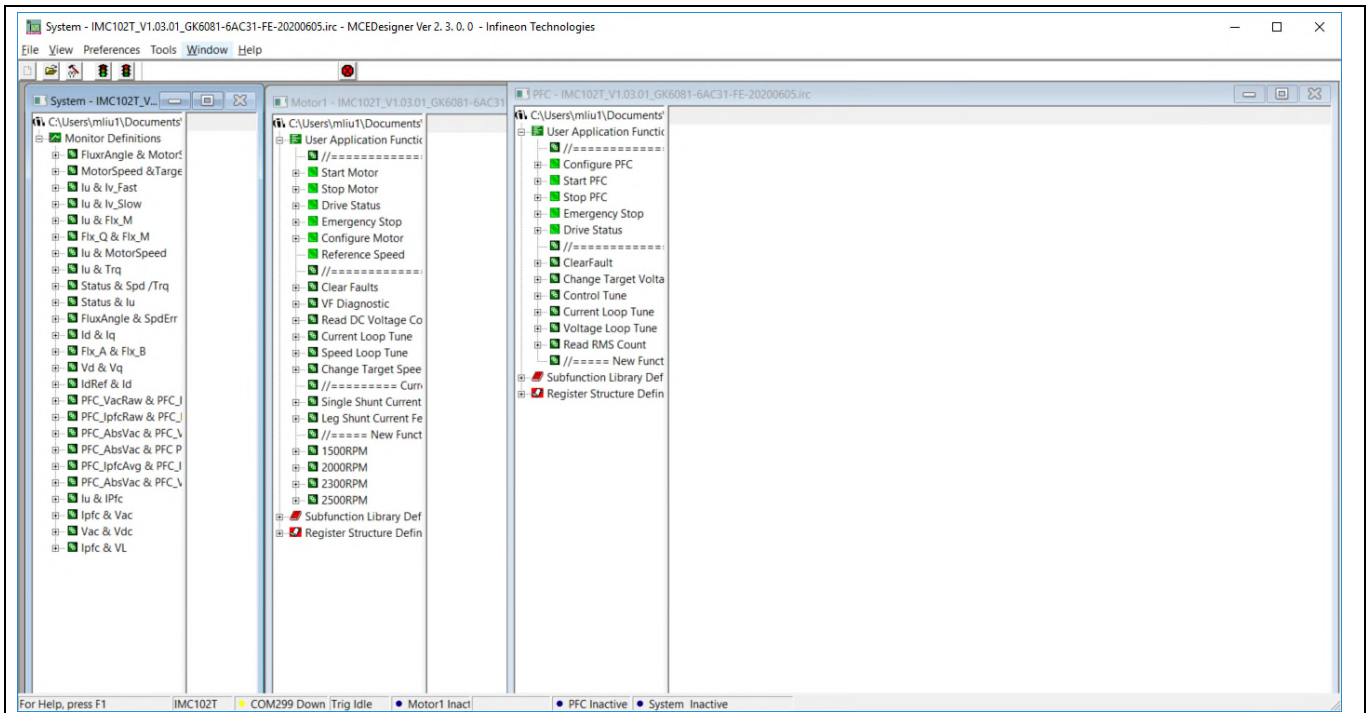 System - IMC102T_V1.03.01_GK6081-6AC31-FE-20200605.irc - MCEDesigner Ver 2. 3. 0. 0 - Infineon Technologies
File View Preferences Tools Window Help
System - IMC102T_V...
C:\Users\mliu1\Documents'
Monitor Definitions
FluxrAngle & MotorS
MotorSpeed &Targe
Iu & Iv_Fast
Iu & Iv_Slow
Iu & Flx_M
Flx_Q & Flx_M
Iu & MotorSpeed
Iu & Trq
Status & Spd /Trq
Status & Iu
FluxAngle & SpdErr
Id & Iq
Flx_A & Flx_B
Vd & Vq
IdRef & Id
PFC_VacRaw & PFC_I
PFC_IpfcRaw & PFC_I
PFC_AbsVac & PFC_V
PFC_AbsVac & PFC P
PFC_IpfcAvg & PFC_I
PFC_AbsVac & PFC_V
Iu & IPfc
Ipfc & Vac
Vac & Vdc
Ipfc & VL
Motor1 - IMC102T_V1.03.01_GK6081-6AC31
C:\Users\mliu1\Documents'
User Application Functic
//============
Start Motor
Stop Motor
Drive Status
Emergency Stop
Configure Motor
Reference Speed
//============
Clear Faults
VF Diagnostic
Read DC Voltage Co
Current Loop Tune
Speed Loop Tune
Change Target Spee
//========= Curr
Single Shunt Current
Leg Shunt Current Fe
//===== New Funct
1500RPM
2000RPM
2300RPM
2500RPM
Subfunction Library Def
Register Structure Defin
PFC - IMC102T_V1.03.01_GK6081-6AC31-FE-20200605.irc
C:\Users\mliu1\Documents'
User Application Functic
//============
Configure PFC
Start PFC
Stop PFC
Emergency Stop
Drive Status
//============
ClearFault
Change Target Volta
Control Tune
Current Loop Tune
Voltage Loop Tune
Read RMS Count
//===== New Funct
Subfunction Library Def
Register Structure Defin
For Help, press F1 IMC102T COM299 Down Trig Idle Motor1 Inacti PFC Inactive System Inactive